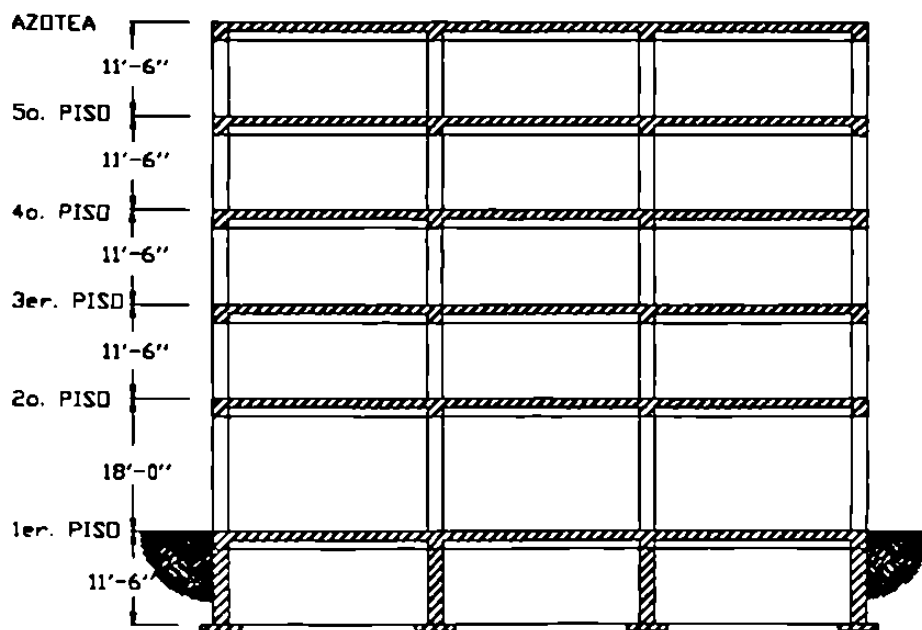 AZOTEA
11'-6''
5o. PISO
11'-6''
4o. PISO
11'-6''
3er. PISO
11'-6''
2o. PISO
18'-0''
1er. PISO
11'-6''